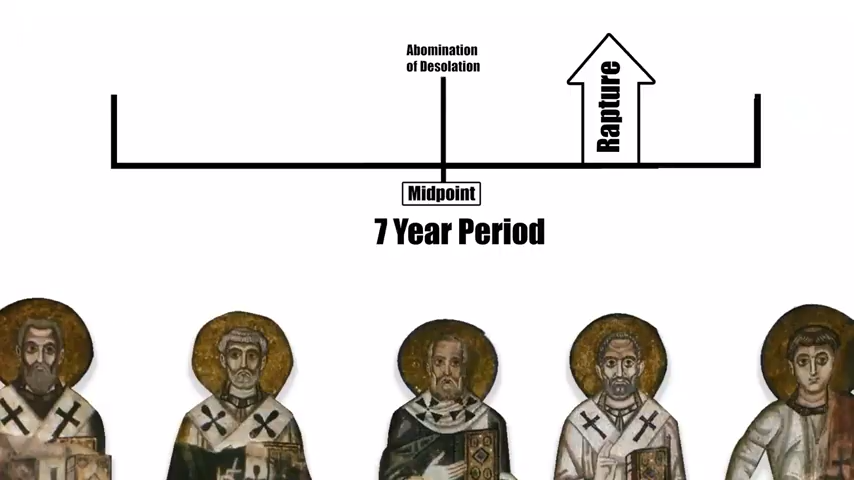 Abomination
of Desolation
Rapture
Midpoint
7 Year Period